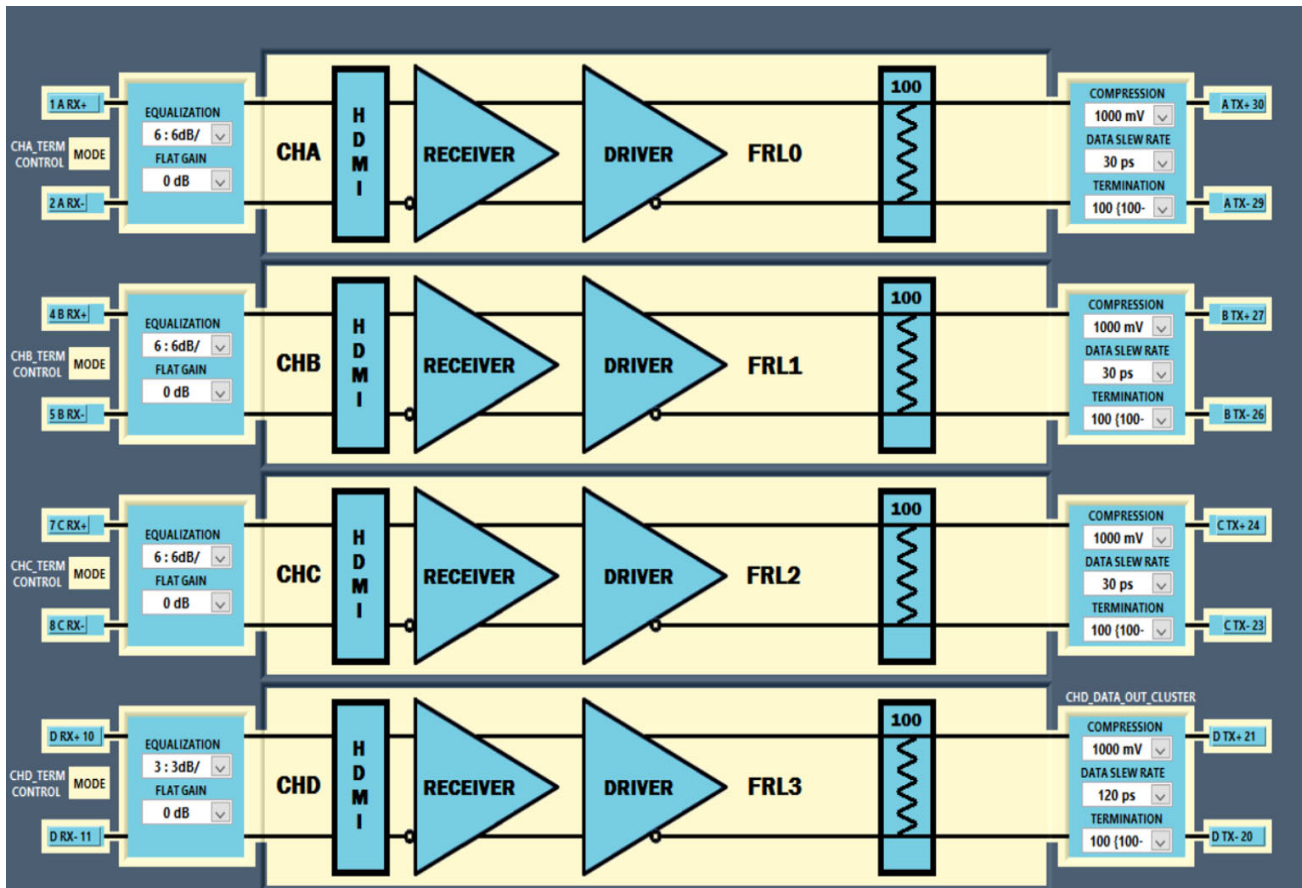 1 A RX+
CHA_TERM
CONTROL
MODE
2 A RX-
EQUALIZATION
6 : 6dB/
FLAT GAIN
0 dB
CHA
H
D
M
I
RECEIVER
DRIVER
FRL0
100
COMPRESSION
1000 mV
DATA SLEW RATE
30 ps
TERMINATION
100 {100-
A TX+ 30
A TX- 29
4 B RX+
CHB_TERM
CONTROL
MODE
5 B RX-
EQUALIZATION
6 : 6dB/
FLAT GAIN
0 dB
CHB
H
D
M
I
RECEIVER
DRIVER
FRL1
100
COMPRESSION
1000 mV
DATA SLEW RATE
30 ps
TERMINATION
100 {100-
B TX+ 27
B TX- 26
7 C RX+
CHC_TERM
CONTROL
MODE
8 C RX-
EQUALIZATION
6 : 6dB/
FLAT GAIN
0 dB
CHC
H
D
M
I
RECEIVER
DRIVER
FRL2
100
COMPRESSION
1000 mV
DATA SLEW RATE
30 ps
TERMINATION
100 {100-
C TX+ 24
C TX- 23
D RX+ 10
CHD_TERM
CONTROL
MODE
D RX- 11
EQUALIZATION
3 : 3dB/
FLAT GAIN
0 dB
CHD
H
D
M
I
RECEIVER
DRIVER
FRL3
100
CHD_DATA_OUT_CLUSTER
COMPRESSION
1000 mV
DATA SLEW RATE
120 ps
TERMINATION
100 {100-
D TX+ 21
D TX- 20